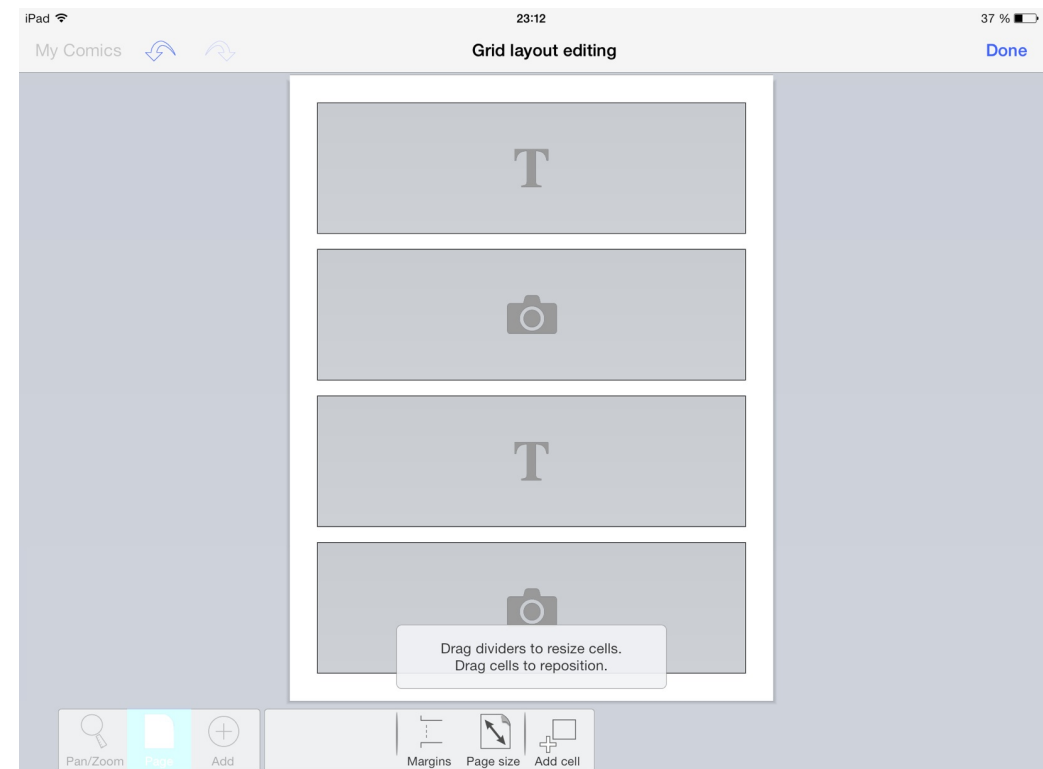 iPad 23:12 37 %
My Comics Grid layout editing Done
T
T
Drag dividers to resize cells.
Drag cells to reposition.
Pan/Zoom Page Add Margins Page size Add cell